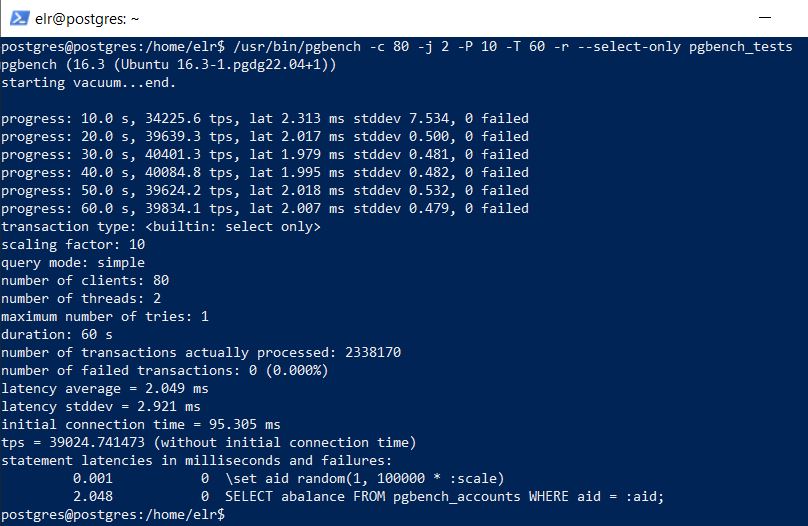 elr@postgres: ~
postgres@postgres:/home/elr$ /usr/bin/pgbench -c 80 -j 2 -P 10 -T 60 -r --select-only pgbench_tests
pgbench (16.3 (Ubuntu 16.3-1.pgdg22.04+1))
starting vacuum...end.
progress: 10.0 s, 34225.6 tps, lat 2.313 ms stddev 7.534, 0 failed
progress: 20.0 s, 39639.3 tps, lat 2.017 ms stddev 0.500, 0 failed
progress: 30.0 s, 40401.3 tps, lat 1.979 ms stddev 0.481, 0 failed
progress: 40.0 s, 40084.8 tps, lat 1.995 ms stddev 0.482, 0 failed
progress: 50.0 s, 39624.2 tps, lat 2.018 ms stddev 0.532, 0 failed
progress: 60.0 s, 39834.1 tps, lat 2.007 ms stddev 0.479, 0 failed
transaction type: <builtin: select only>
scaling factor: 10
query mode: simple
number of clients: 80
number of threads: 2
maximum number of tries: 1
duration: 60 s
number of transactions actually processed: 2338170
number of failed transactions: 0 (0.000%)
latency average = 2.049 ms
latency stddev = 2.921 ms
initial connection time = 95.305 ms
tps = 39024.741473 (without initial connection time)
statement latencies in milliseconds and failures:
0.001 0 \set aid random(1, 100000 * :scale)
2.048 0 SELECT abalance FROM pgbench_accounts WHERE aid = :aid;
postgres@postgres:/home/elr$